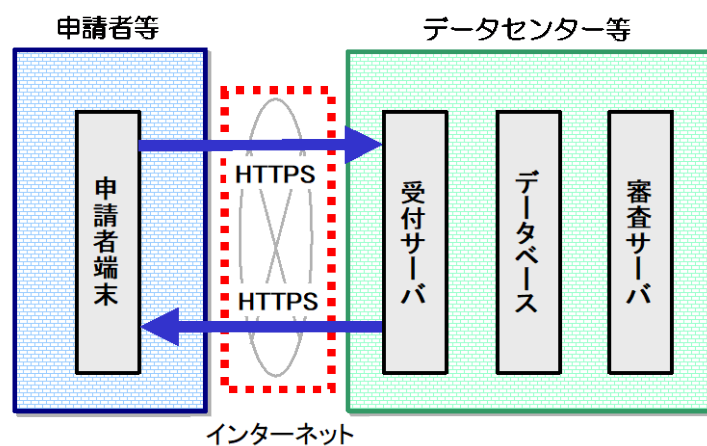 申請者等
データセンター等
申請者端末
HTTPS
HTTPS
受付サーバ
データベース
審査サーバ
インターネット